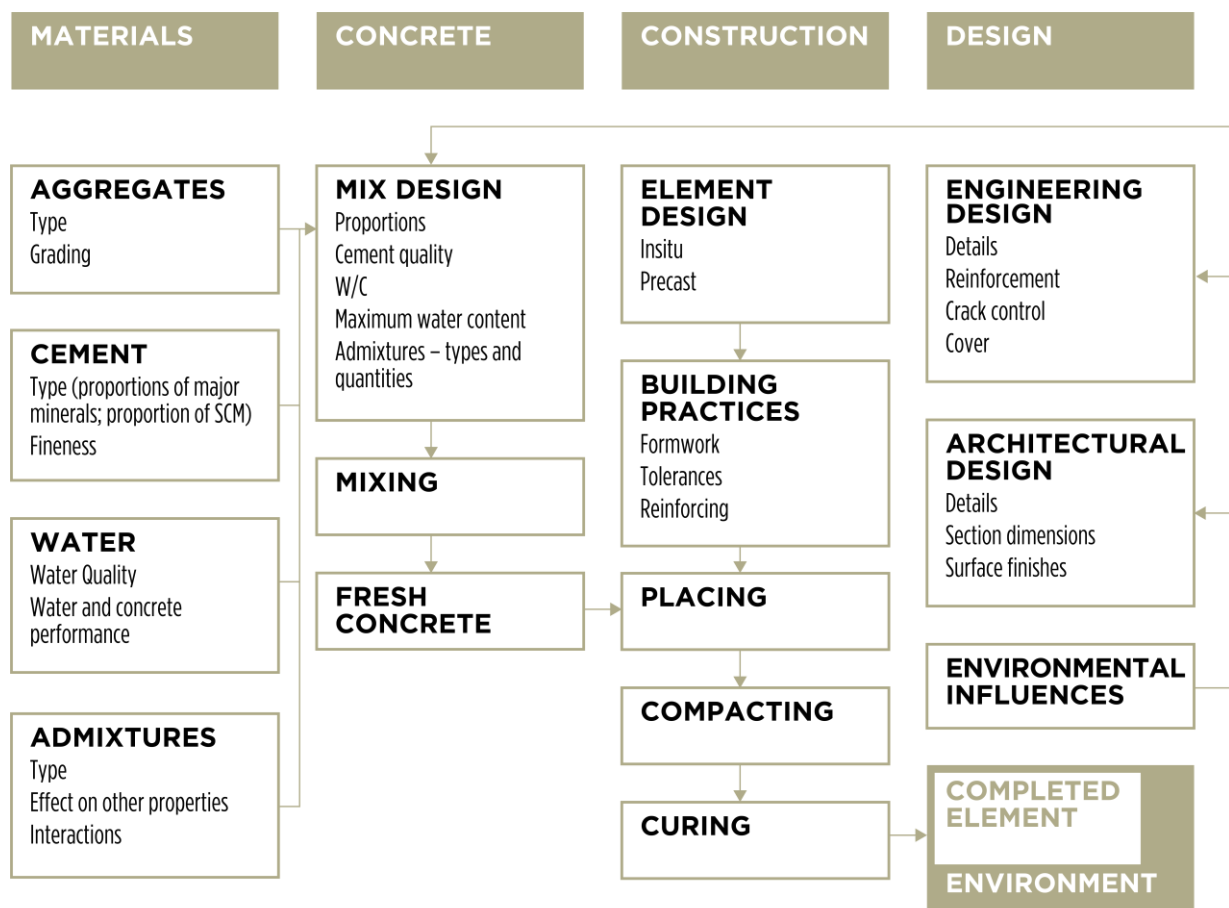 MATERIALS
CONCRETE
CONSTRUCTION
DESIGN
AGGREGATES
Type
Grading
CEMENT
Type (proportions of major
minerals; proportion of SCM)
Fineness
WATER
Water Quality
Water and concrete
performance
ADMIXTURES
Type
Effect on other properties
Interactions
MIX DESIGN
Proportions
Cement quality
W/C
Maximum water content
Admixtures – types and
quantities
MIXING
FRESH
CONCRETE
ELEMENT
DESIGN
Insitu
Precast
BUILDING
PRACTICES
Formwork
Tolerances
Reinforcing
PLACING
COMPACTING
CURING
ENGINEERING
DESIGN
Details
Reinforcement
Crack control
Cover
ARCHITECTURAL
DESIGN
Details
Section dimensions
Surface finishes
ENVIRONMENTAL
INFLUENCES
COMPLETED
ELEMENT
ENVIRONMENT